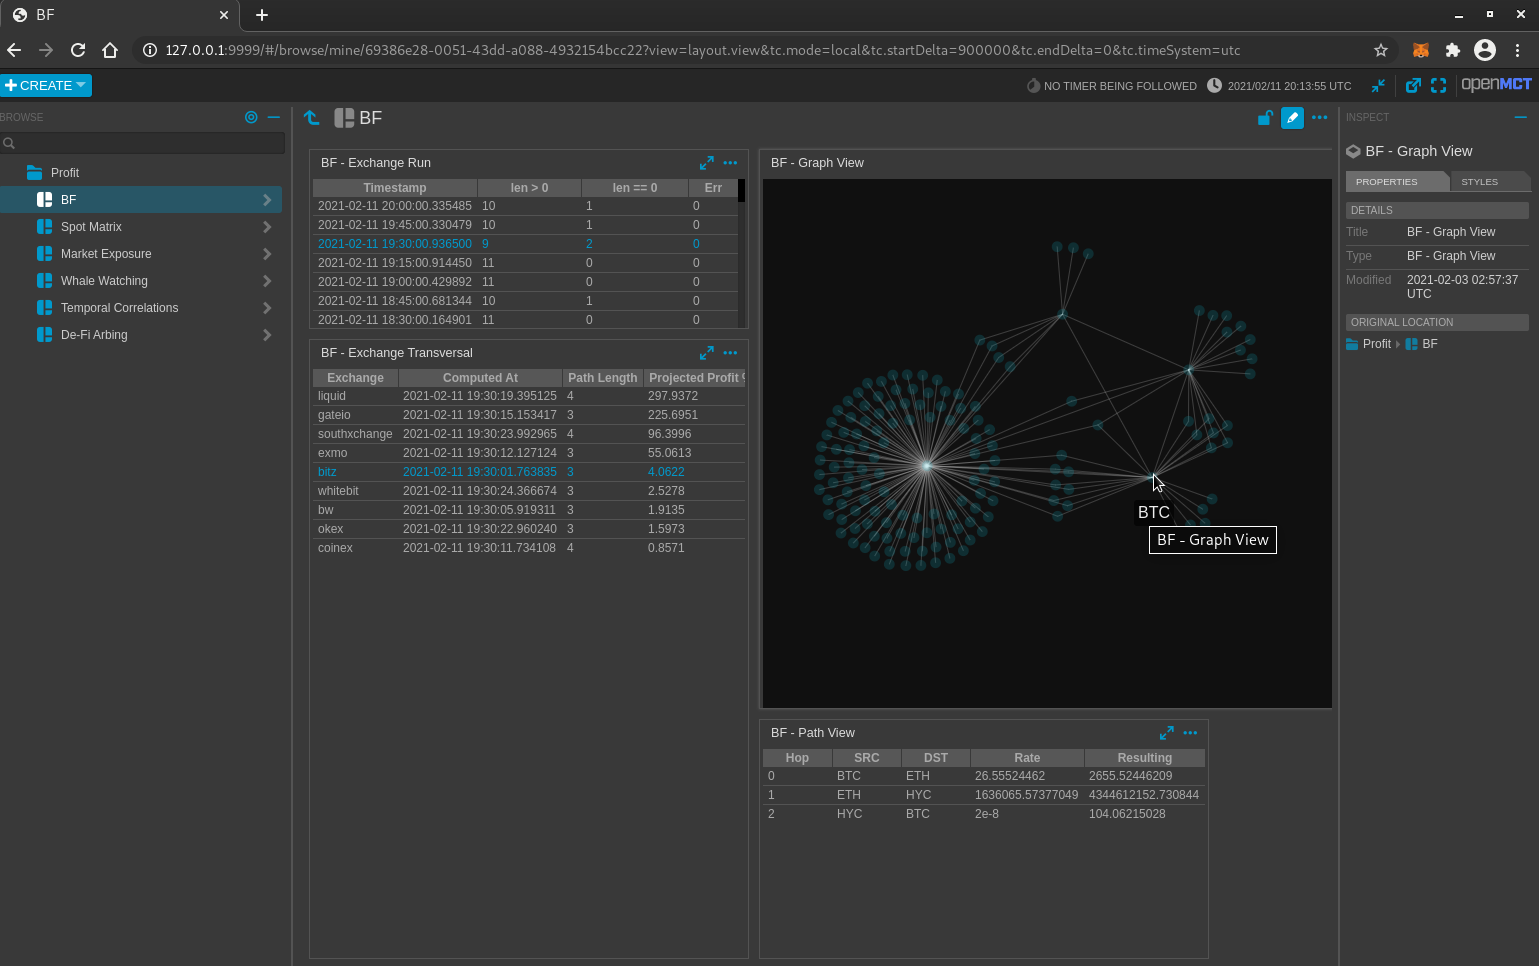 BF
127.0.0.1:9999/#/browse/mine/69386e28-0051-43dd-a088-4932154bcc22?view=layout.view&tc.mode=local&tc.startDelta=900000&tc.endDelta=0&tc.timeSystem=utc
CREATE
NO TIMER BEING FOLLOWED
2021/02/11 20:13:55 UTC
openMCT
BROWSE
Profit
BF
Spot Matrix
Market Exposure
Whale Watching
Temporal Correlations
De-Fi Arbing
BF
BF - Exchange Run
Timestamp len > 0 len == 0 Err
2021-02-11 20:00:00.335485 10 1 0
2021-02-11 19:45:00.330479 10 1 0
2021-02-11 19:30:00.936500 9 2 0
2021-02-11 19:15:00.914450 11 0 0
2021-02-11 19:00:00.429892 11 0 0
2021-02-11 18:45:00.681344 10 1 0
2021-02-11 18:30:00.164901 11 0 0
BF - Exchange Transversal
Exchange Computed At Path Length Projected Profit %
liquid 2021-02-11 19:30:19.395125 4 297.9372
gateio 2021-02-11 19:30:15.153417 3 225.6951
southxchange 2021-02-11 19:30:23.992965 4 96.3996
exmo 2021-02-11 19:30:12.127124 3 55.0613
bitz 2021-02-11 19:30:01.763835 3 4.0622
whitebit 2021-02-11 19:30:24.366674 3 2.5278
bw 2021-02-11 19:30:05.919311 3 1.9135
okex 2021-02-11 19:30:22.960240 3 1.5973
coinex 2021-02-11 19:30:11.734108 4 0.8571
BF - Graph View
BTC
BF - Graph View
BF - Path View
Hop SRC DST Rate Resulting
0 BTC ETH 26.55524462 2655.52446209
1 ETH HYC 1636065.57377049 4344612152.730844
2 HYC BTC 2e-8 104.06215028
INSPECT
BF - Graph View
PROPERTIES STYLES
DETAILS
Title BF - Graph View
Type BF - Graph View
Modified 2021-02-03 02:57:37
UTC
ORIGINAL LOCATION
Profit BF